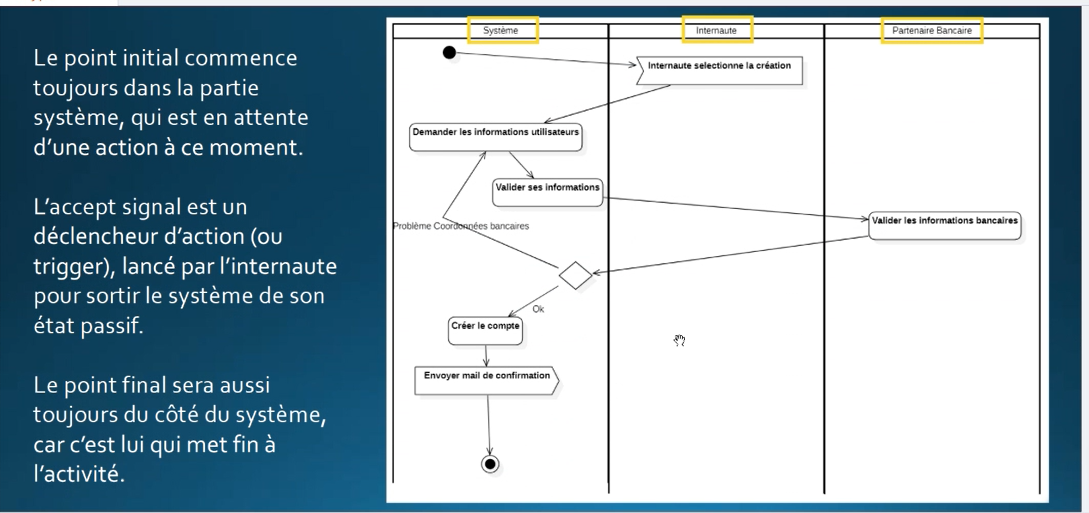 Le point initial commence
toujours dans la partie
système, qui est en attente
d'une action à ce moment.
L'accept signal est un
déclencheur d'action (ou
trigger), lancé par l'internaute
pour sortir le système de son
état passif.
Le point final sera aussi
toujours du côté du système,
car c'est lui qui met fin à
l'activité.
Système
Internaute
Partenaire Bancaire
Internaute selectionne la création
Demander les informations utilisateurs
Valider ses informations
Valider les informations bancaires
Problème Coordonnées bancaires
Ok
Créer le compte
Envoyer mail de confirmation